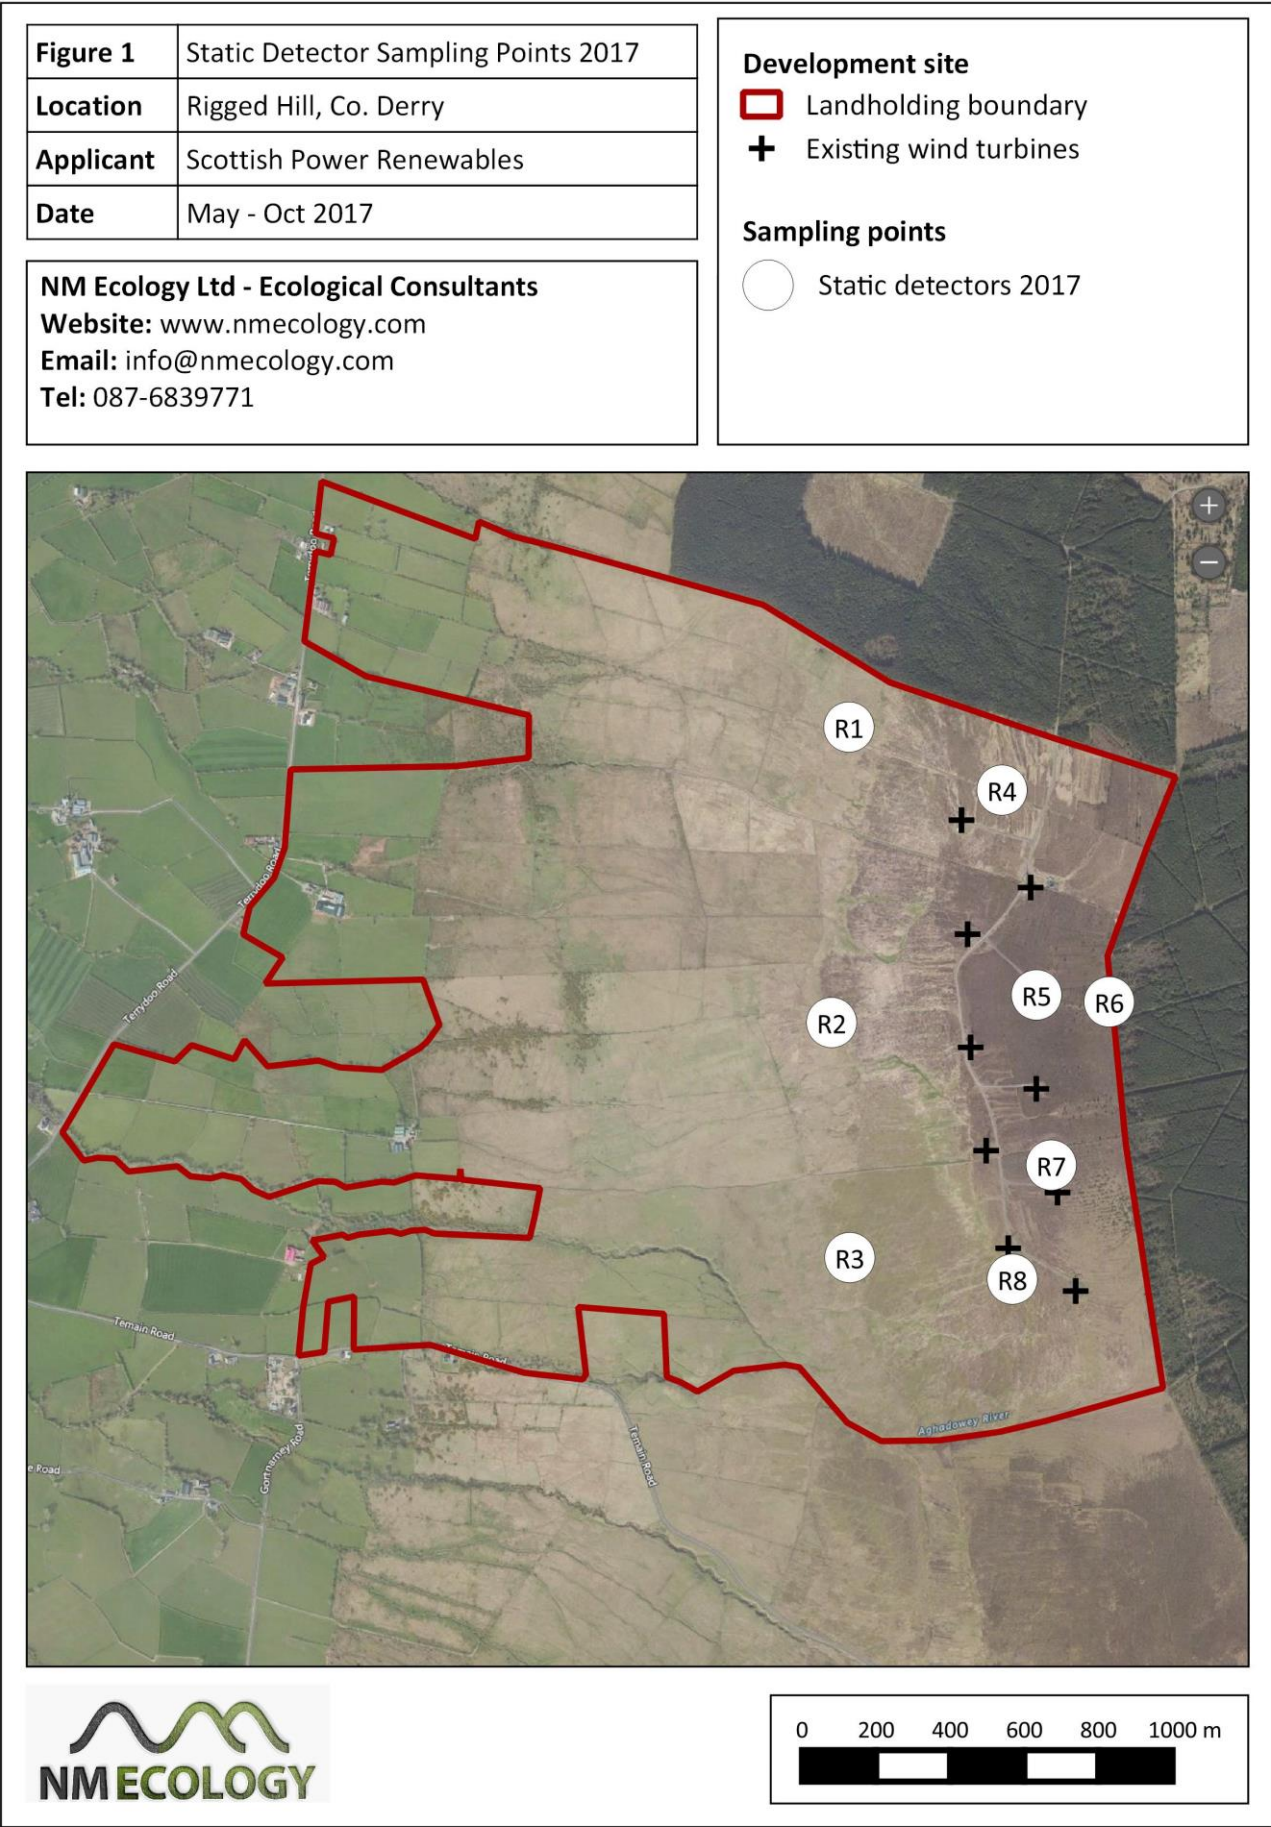 Figure 1 Static Detector Sampling Points 2017
Location Rigged Hill, Co. Derry
Applicant Scottish Power Renewables
Date May - Oct 2017
NM Ecology Ltd - Ecological Consultants
Website: www.nmecology.com
Email: info@nmecology.com
Tel: 087-6839771
Development site
Landholding boundary
Existing wind turbines
Sampling points
Static detectors 2017
+
−
R1
R4
Terrydoo Road
R5
R6
R2
Terrydoo Road
R7
R3
R8
Temain Road
Temain Road
Aghadowey River
Gortnarney Road
Temain Road
e Road
NM ECOLOGY
0 200 400 600 800 1000 m